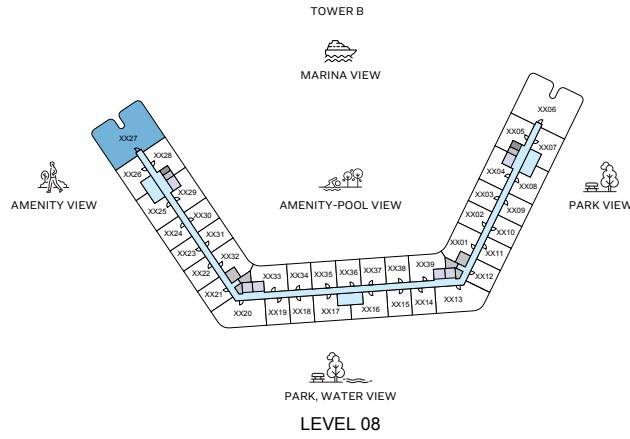 TOWER B
MARINA VIEW
XX06
XX27
XX05
XX07
XX28
XX26
XX04
XX08
XX29
XX25
XX03
XX09
AMENITY VIEW
AMENITY-POOL VIEW
PARK VIEW
XX30
XX24
XX02
XX10
XX31
XX23
XX01
XX11
XX32
XX22
XX33
XX34
XX35
XX36
XX37
XX38
XX39
XX12
XX21
XX20
XX19
XX18
XX17
XX16
XX15
XX14
XX13
PARK, WATER VIEW
LEVEL 08